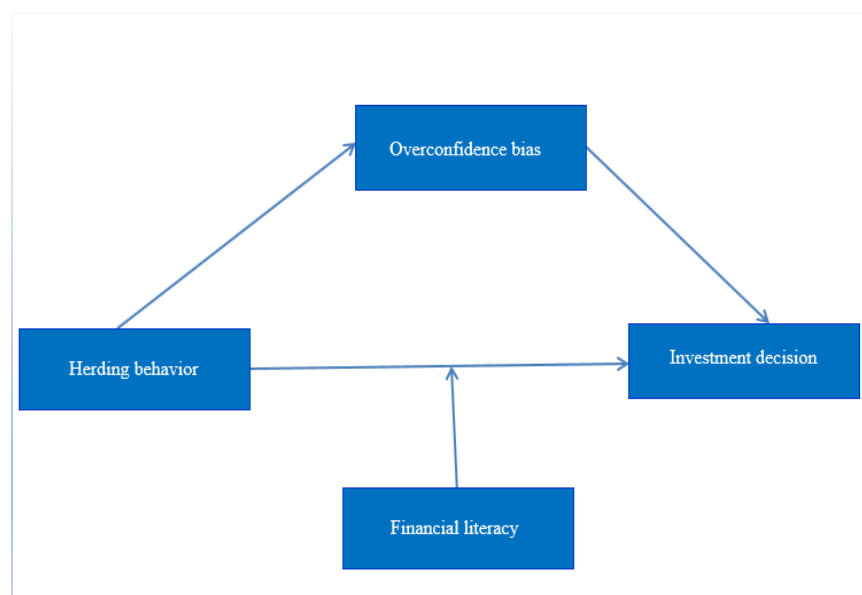 Overconfidence bias
Herding behavior
Investment decision
Financial literacy